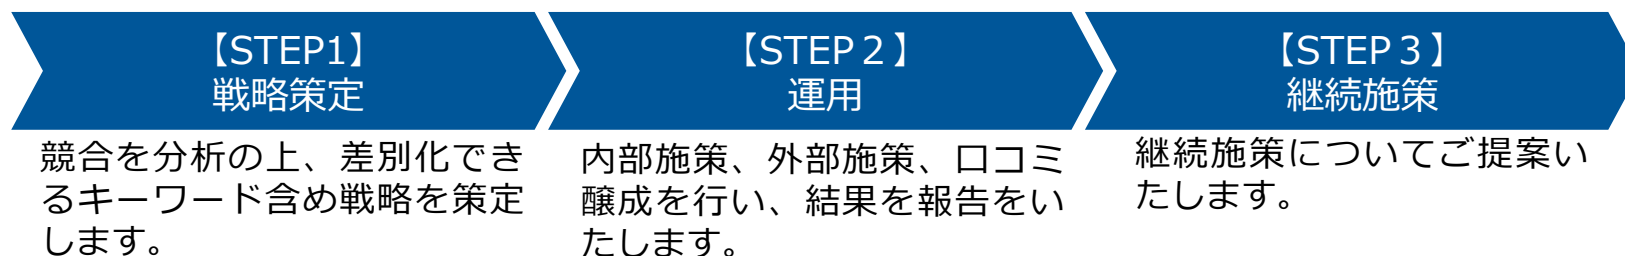 【STEP1】
戦略策定
競合を分析の上、差別化でき
るキーワード含め戦略を策定
します。
【STEP２】
運用
内部施策、外部施策、口コミ
醸成を行い、結果を報告をい
たします。
【STEP３】
継続施策
継続施策についてご提案い
たします。